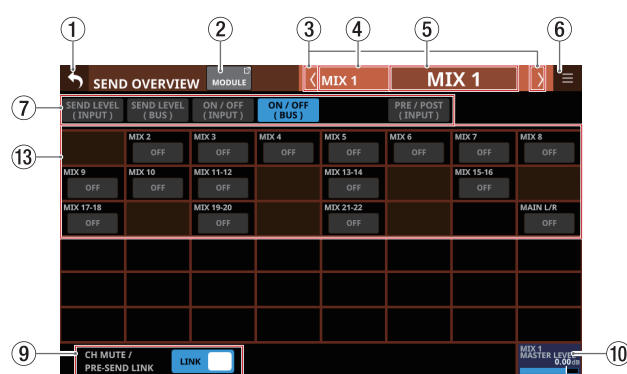 1 2 3 4 5 6
SEND OVERVIEW MODULE MIX 1 MIX 1
7 SEND LEVEL (INPUT) SEND LEVEL (BUS) ON / OFF (INPUT) ON / OFF (BUS) PRE / POST (INPUT)
13
MIX 2 MIX 3 MIX 4 MIX 5 MIX 6 MIX 7 MIX 8
OFF OFF OFF OFF OFF OFF OFF
MIX 9 MIX 10 MIX 11-12 MIX 13-14 MIX 15-16
OFF OFF OFF OFF OFF
MIX 17-18 MIX 19-20 MIX 21-22 MAIN L/R
OFF OFF OFF OFF
9 CH MUTE /
PRE-SEND LINK
LINK
MIX 1
MASTER LEVEL
0.00 dB
10